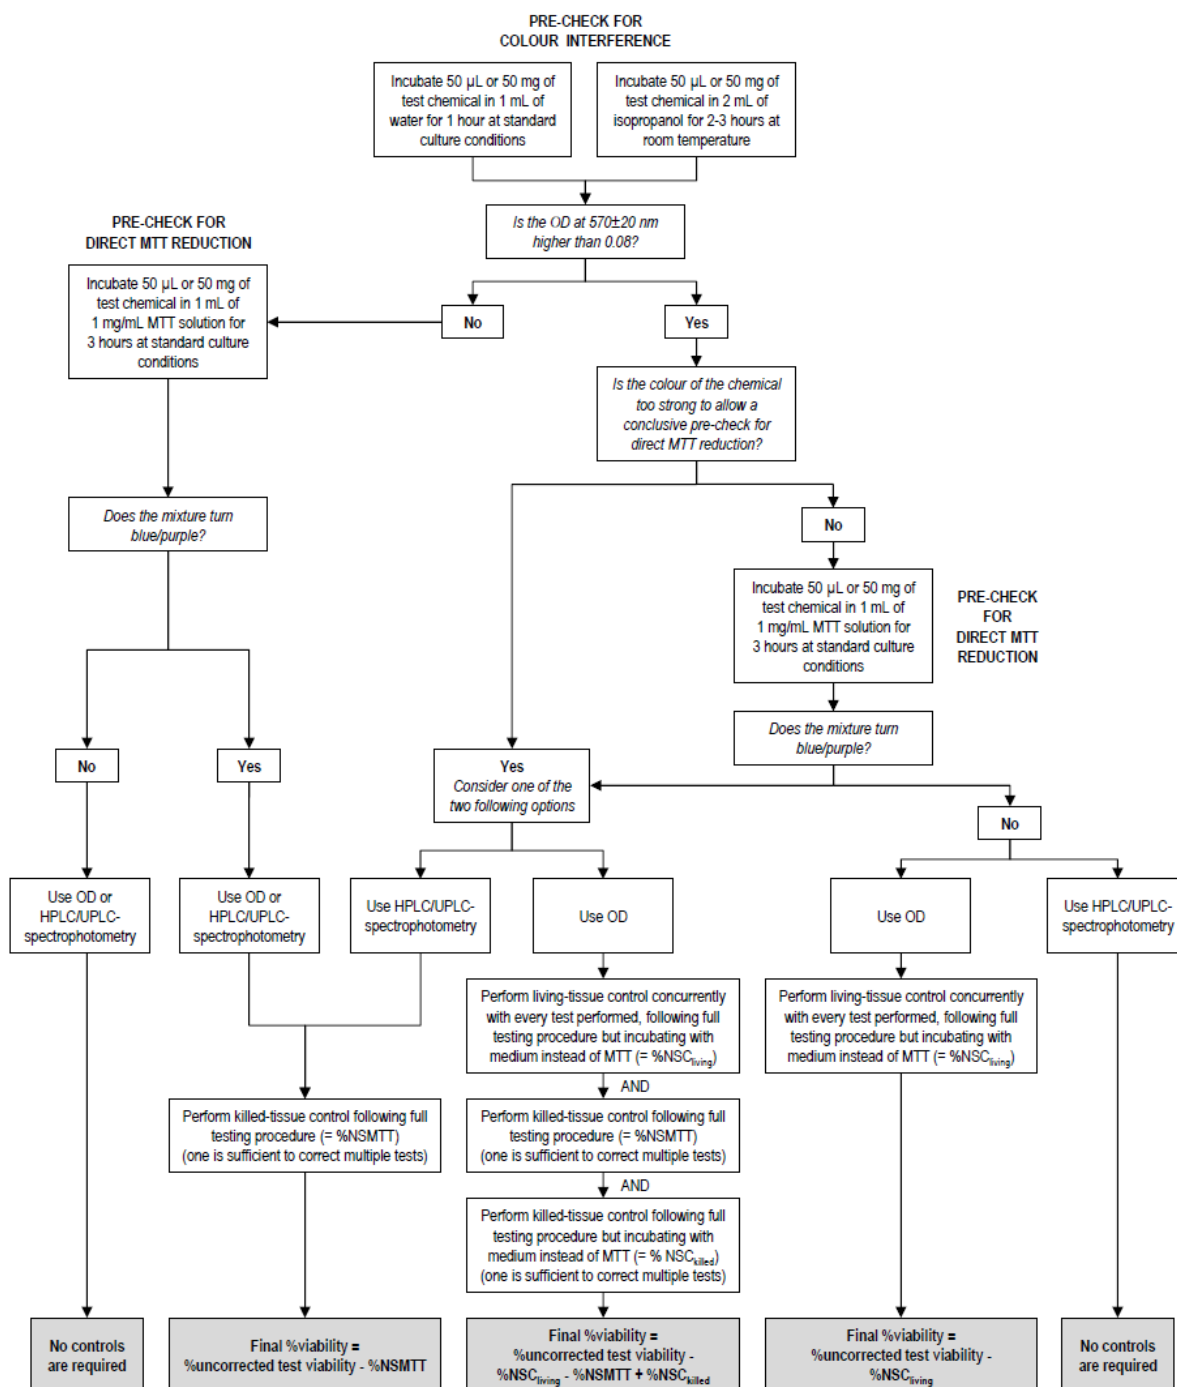 PRE-CHECK FOR
COLOUR INTERFERENCE
Incubate 50 µL or 50 mg of
test chemical in 1 mL of
water for 1 hour at standard
culture conditions
Incubate 50 µL or 50 mg of
test chemical in 2 mL of
isopropanol for 2-3 hours at
room temperature
Is the OD at 570±20 nm
higher than 0.08?
PRE-CHECK FOR
DIRECT MTT REDUCTION
Incubate 50 µL or 50 mg of
test chemical in 1 mL of
1 mg/mL MTT solution for
3 hours at standard culture
conditions
No
Yes
Is the colour of the chemical
too strong to allow a
conclusive pre-check for
direct MTT reduction?
Does the mixture turn
blue/purple?
No
Incubate 50 µL or 50 mg of
test chemical in 1 mL of
1 mg/mL MTT solution for
3 hours at standard culture
conditions
PRE-CHECK
FOR
DIRECT MTT
REDUCTION
Does the mixture turn
blue/purple?
No
Yes
Yes
Consider one of the
two following options
No
Use OD or
HPLC/UPLC-
spectrophotometry
Use OD or
HPLC/UPLC-
spectrophotometry
Use HPLC/UPLC-
spectrophotometry
Use OD
Use OD
Use HPLC/UPLC-
spectrophotometry
Perform living-tissue control concurrently
with every test performed, following full
testing procedure but incubating with
medium instead of MTT (= %NSCliving)
Perform living-tissue control concurrently
with every test performed, following full
testing procedure but incubating with
medium instead of MTT (= %NSCliving)
AND
Perform killed-tissue control following full
testing procedure (= %NSMTT)
(one is sufficient to correct multiple tests)
Perform killed-tissue control following full
testing procedure (= %NSMTT)
(one is sufficient to correct multiple tests)
AND
Perform killed-tissue control following full
testing procedure but incubating with
medium instead of MTT (= % NSCkilled)
(one is sufficient to correct multiple tests)
No controls
are required
Final %viability =
%uncorrected test viability - %NSMTT
Final %viability =
%uncorrected test viability -
%NSCliving - %NSMTT + %NSCkilled
Final %viability =
%uncorrected test viability -
%NSCliving
No controls
are required